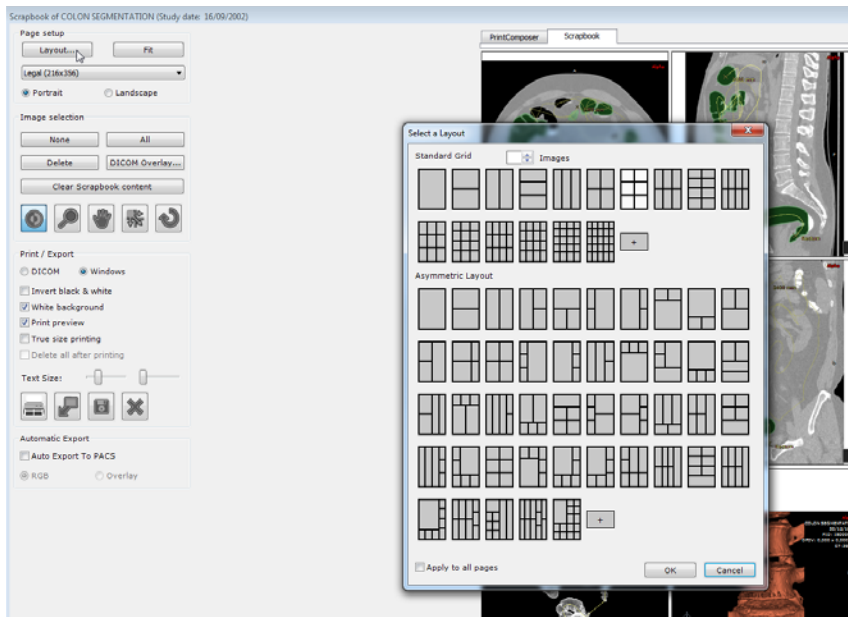 Scrapbook of COLON SEGMENTATION (Study date: 16/09/2002)
Page setup
Layout... Fit
Legal (216x356)
Portrait Landscape
Image selection
None All
Delete DICOM Overlay...
Clear Scrapbook content
Print / Export
DICOM Windows
Invert black & white
White background
Print preview
True size printing
Delete all after printing
Text Size:
Automatic Export
Auto Export To PACS
RGB Overlay
PrintComposer Scrapbook
Select a Layout
Standard Grid Images
+
Asymmetric Layout
+
Apply to all pages
OK Cancel
COLON SEGMENTATION